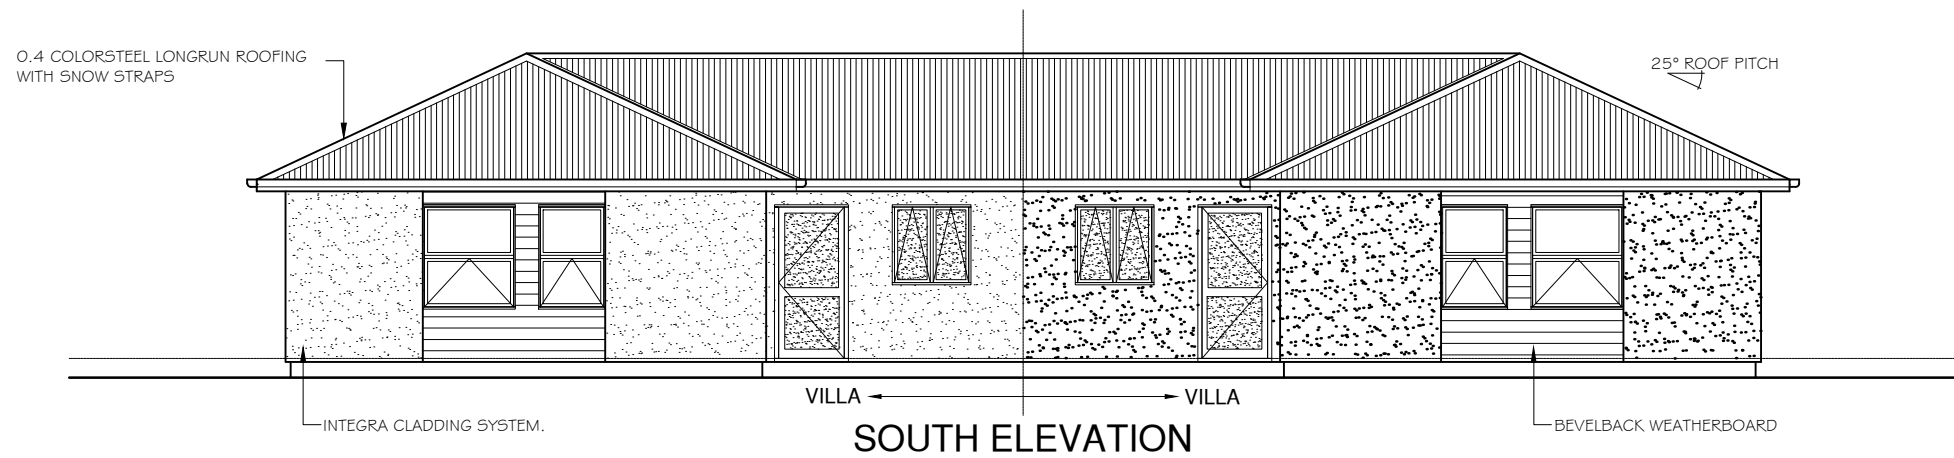 0.4 COLORSTEEL LONGRUN ROOFING
WITH SNOW STRAPS
25° ROOF PITCH
VILLA
VILLA
INTEGRA CLADDING SYSTEM.
BEVELBACK WEATHERBOARD
SOUTH ELEVATION